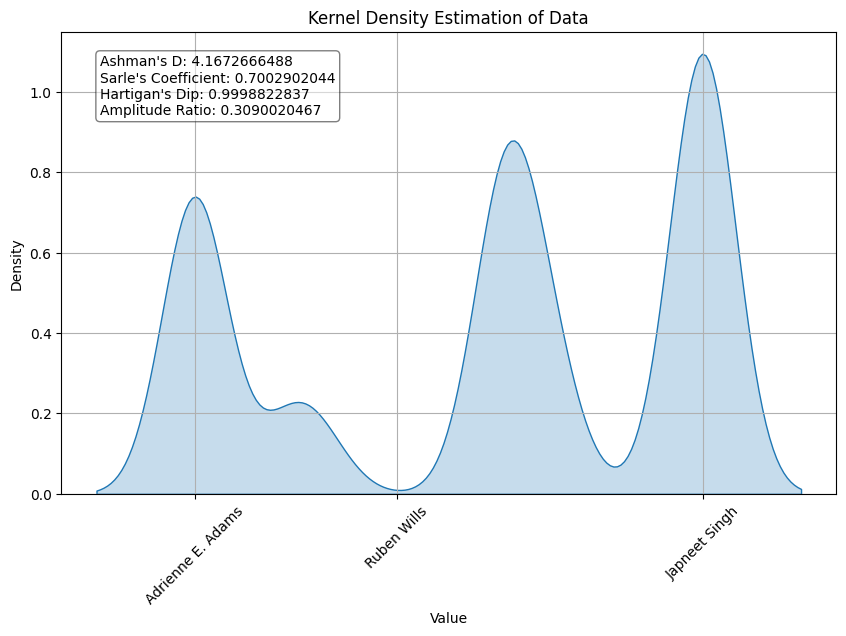 Kernel Density Estimation of Data
Ashman's D: 4.1672666488
Sarle's Coefficient: 0.7002902044
Hartigan's Dip: 0.9998822837
Amplitude Ratio: 0.3090020467
Density
1.0
0.8
0.6
0.4
0.2
0.0
Adrienne E. Adams
Ruben Wills
Japneet Singh
Value